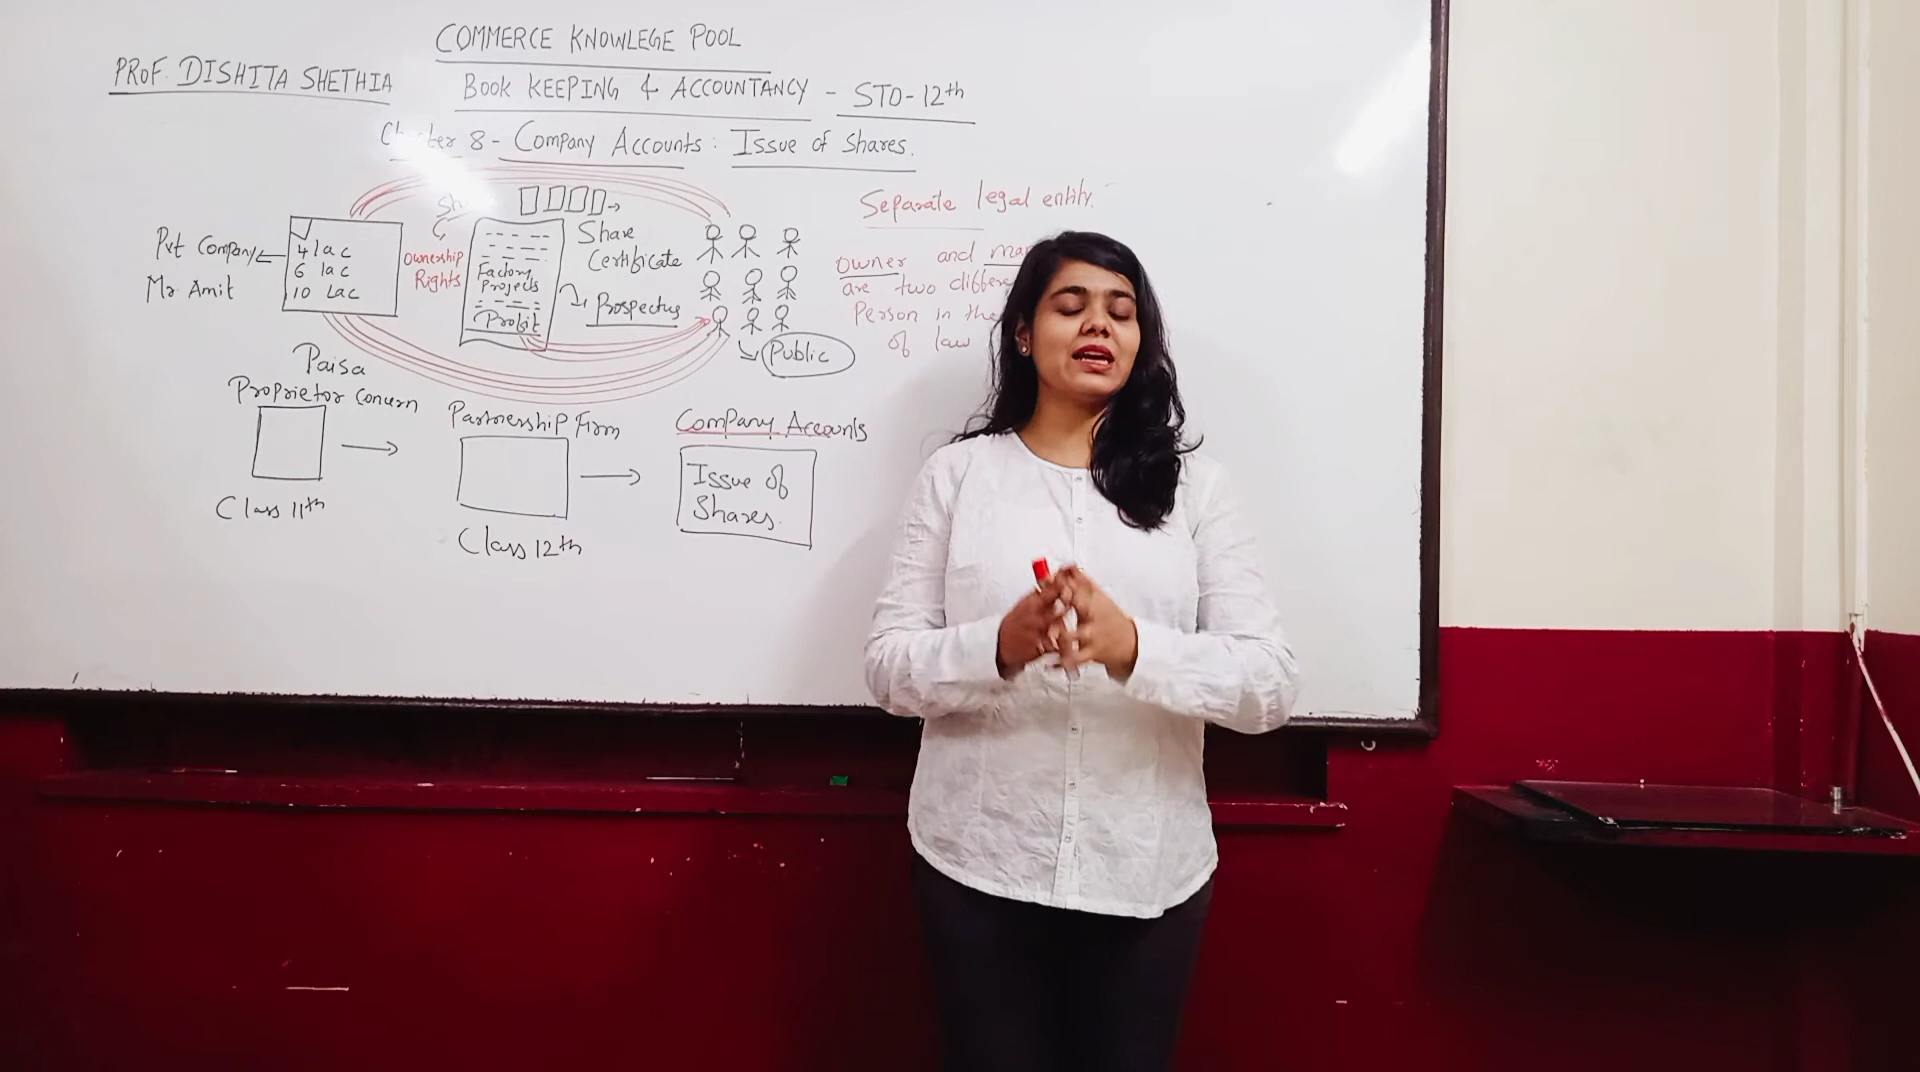 COMMERCE KNOWLEGE POOL
PROF. DISHITA SHETHIA
BOOK KEEPING & ACCOUNTANCY - STD-12th
8 - Company Accounts: Issue of Shares.
Separate legal entity.
Share
Certificate
Pvt Company
Mr Amit
4 lac
6 lac
10 Lac
Ownership
Rights
Factory
Projects
Profit
Prospectus
Public
owner and
are two
Person in the
of law
Paisa
Proprietor Concern
Class 11th
Partnership Firm
Class 12th
Company Accounts
Issue of
Shares.